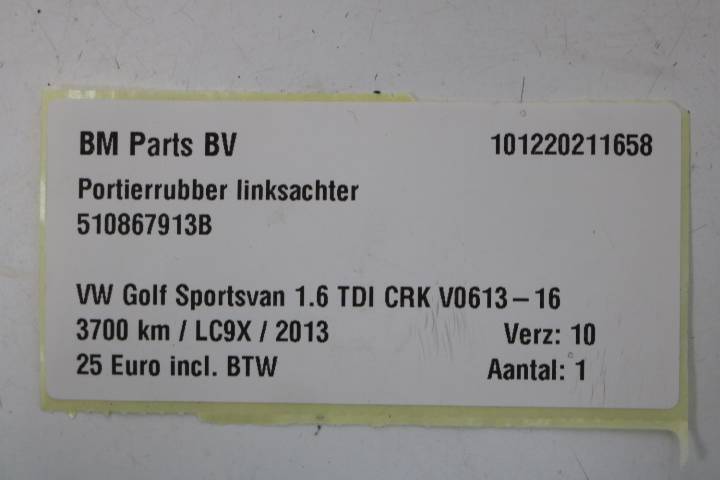 BM Parts BV 101220211658
Portierrubber linksachter
510867913B
VW Golf Sportsvan 1.6 TDI CRK V0613-16
3700 km / LC9X / 2013 Verz: 10
25 Euro incl. BTW Aantal: 1